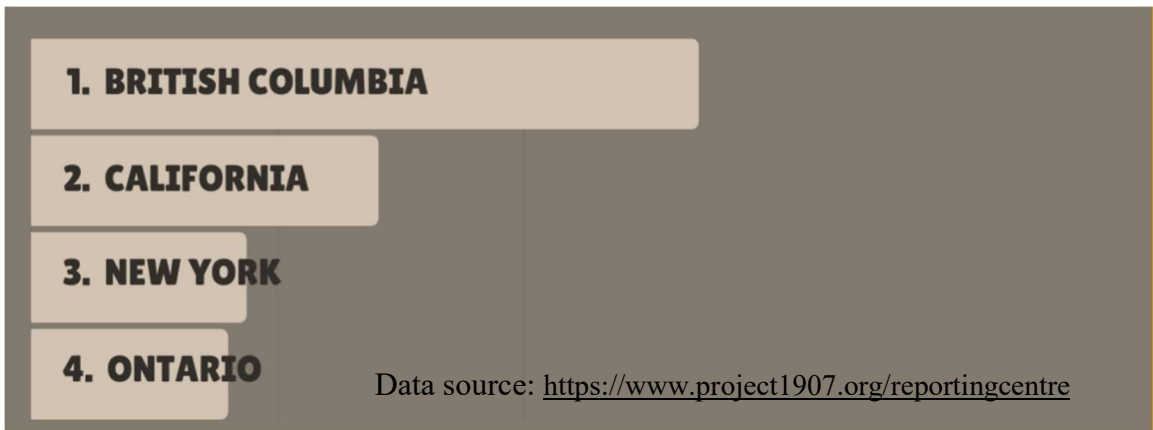 1. BRITISH COLUMBIA
2. CALIFORNIA
3. NEW YORK
4. ONTARIO
Data source: https://www.project1907.org/reportingcentre